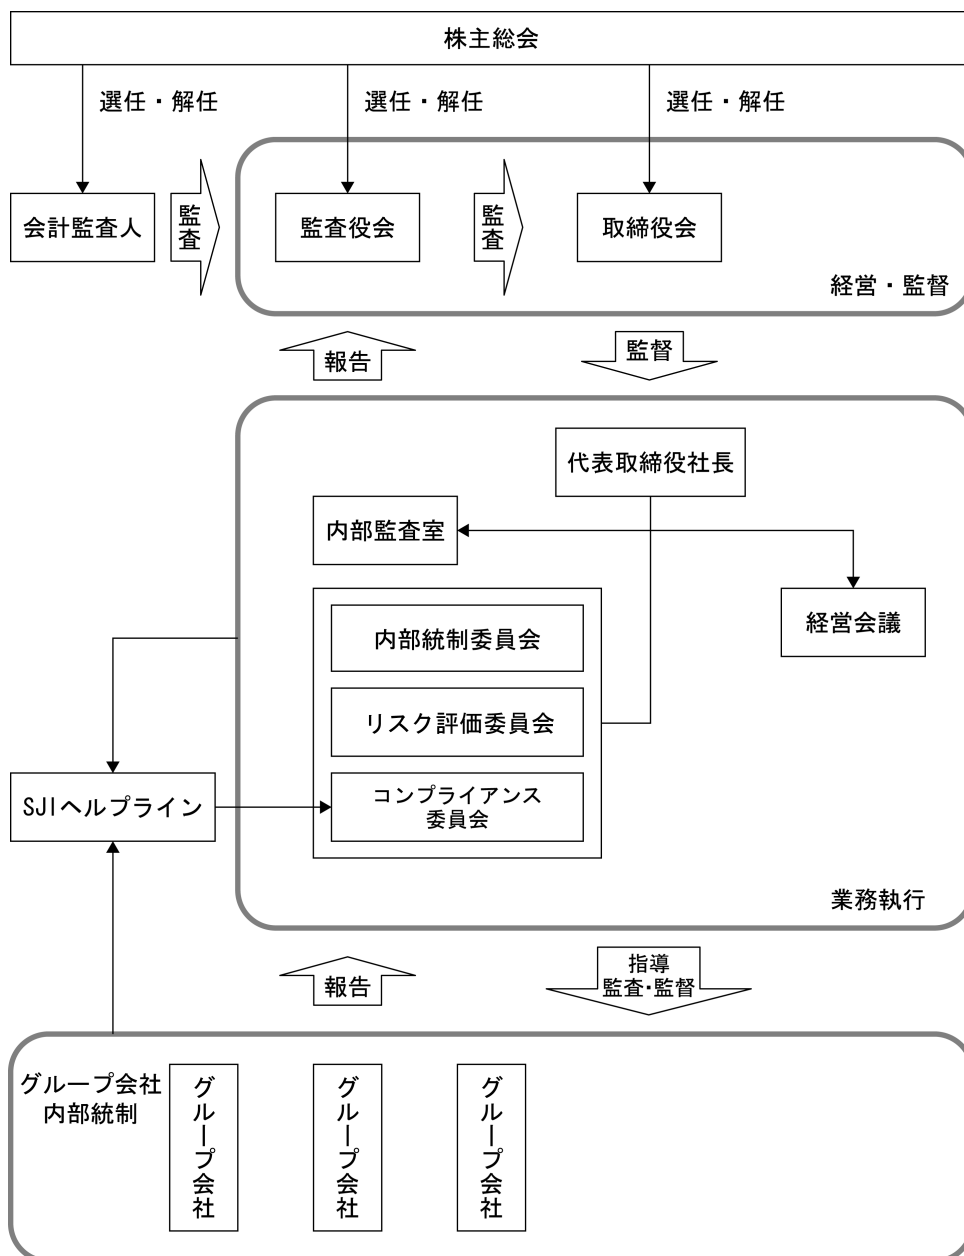 株主総会
選任・解任
選任・解任
選任・解任
会計監査人
監査
監査役会
監査
取締役会
経営・監督
報告
監督
代表取締役社長
内部監査室
経営会議
内部統制委員会
リスク評価委員会
SJIヘルプライン
コンプライアンス
委員会
業務執行
報告
指導
監査・監督
グループ会社
内部統制
グループ会社
グループ会社
グループ会社